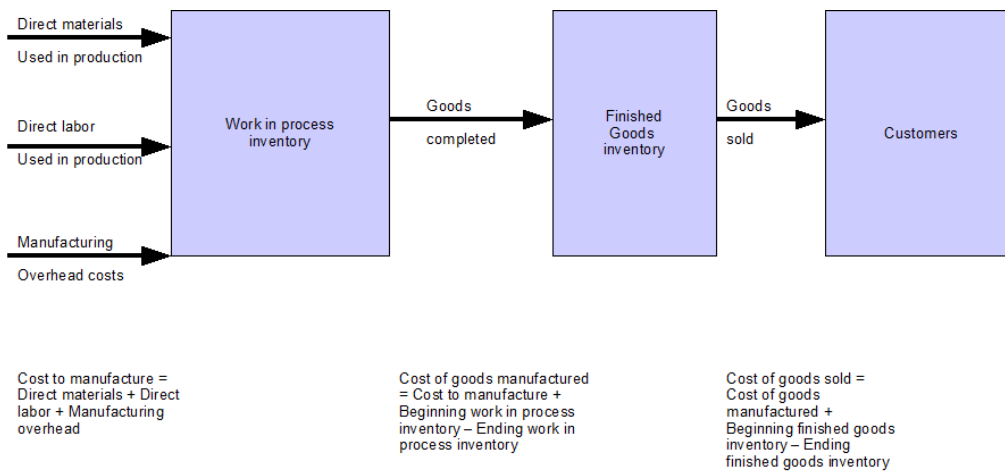 Direct materials
Used in production
Direct labor
Used in production
Manufacturing
Overhead costs
Work in process
inventory
Goods
completed
Finished
Goods
inventory
Goods
sold
Customers
Cost to manufacture =
Direct materials + Direct
labor + Manufacturing
overhead
Cost of goods manufactured
= Cost to manufacture +
Beginning work in process
inventory – Ending work in
process inventory
Cost of goods sold =
Cost of goods
manufactured +
Beginning finished goods
inventory – Ending
finished goods inventory